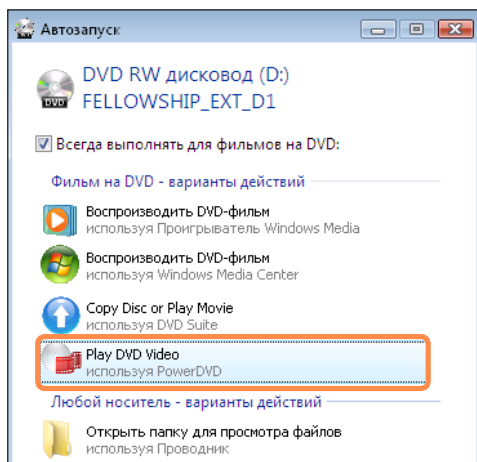 Автозапуск
DVD RW дисковод (D:)
FELLOWSHIP_EXT_D1
DVD
Всегда выполнять для фильмов на DVD:
Фильм на DVD - варианты действий
Воспроизводить DVD-фильм
используя Проигрыватель Windows Media
Воспроизводить DVD-фильм
используя Windows Media Center
Copy Disc or Play Movie
используя DVD Suite
Play DVD Video
используя PowerDVD
Любой носитель - варианты действий
Открыть папку для просмотра файлов
используя Проводник